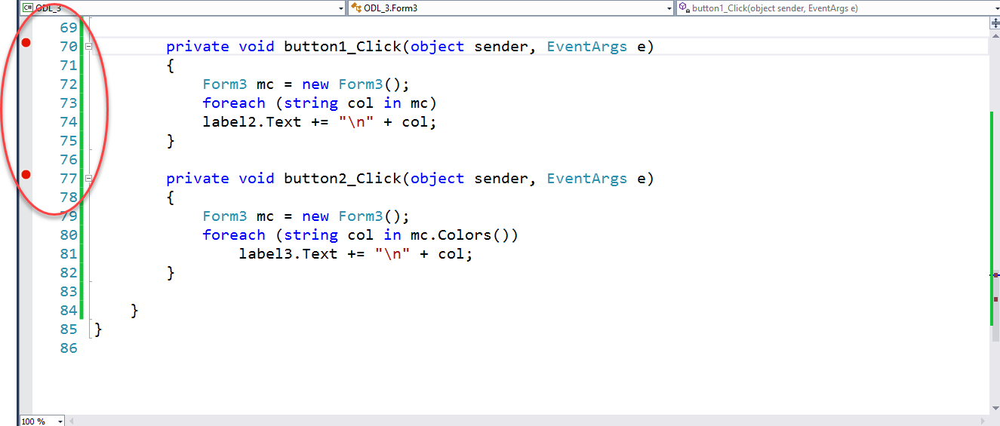 C# ODL_3
ODL_3.Form3
button1_Click(object sender, EventArgs e)
69
70 private void button1_Click(object sender, EventArgs e)
71 {
72 Form3 mc = new Form3();
73 foreach (string col in mc)
74 label2.Text += "\n" + col;
75 }
76
77 private void button2_Click(object sender, EventArgs e)
78 {
79 Form3 mc = new Form3();
80 foreach (string col in mc.Colors())
81 label3.Text += "\n" + col;
82 }
83
84 }
85 }
86
100 %